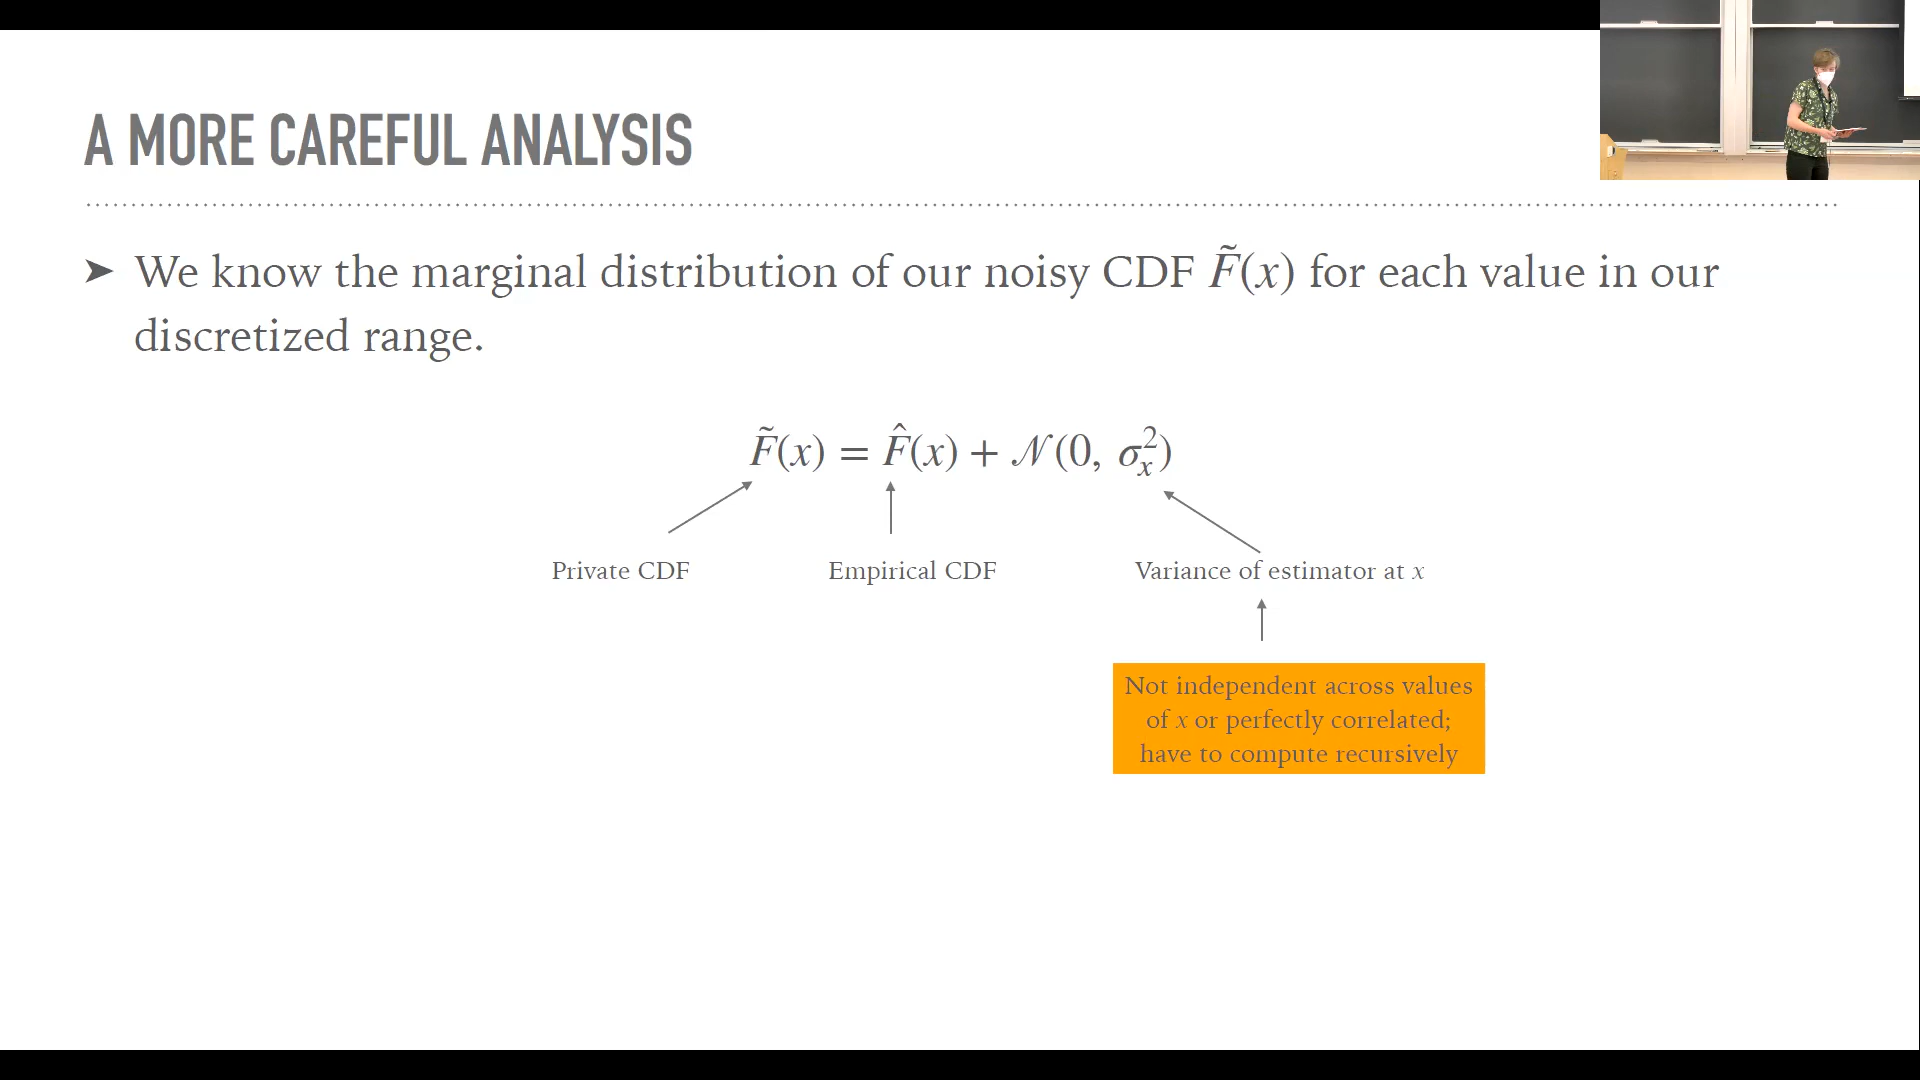 A MORE CAREFUL ANALYSIS
➤ We know the marginal distribution of our noisy CDF F̃(x) for each value in our
discretized range.
F̃(x) = F̂(x) + 𝒩(0, σₓ²)
Private CDF
Empirical CDF
Variance of estimator at x
Not independent across values
of x or perfectly correlated;
have to compute recursively